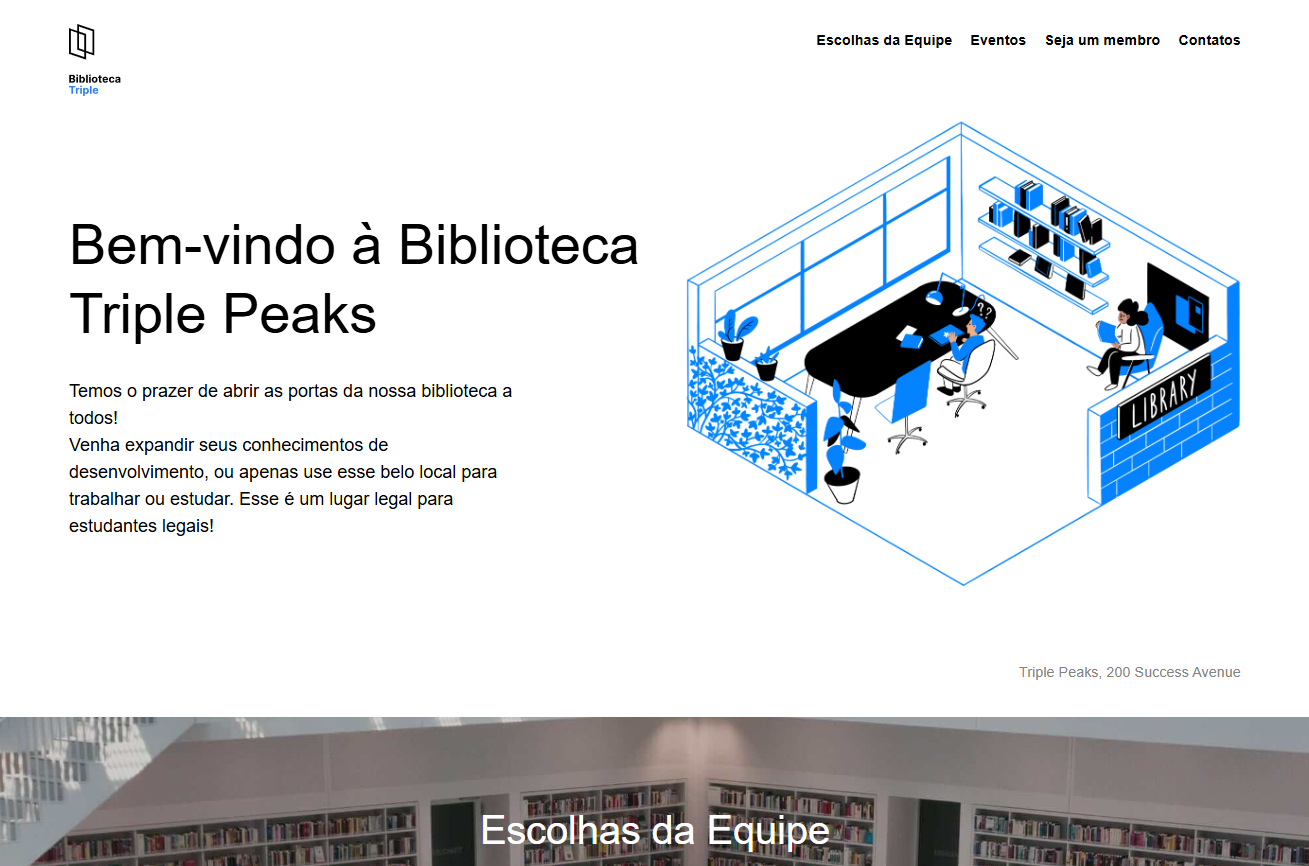 Biblioteca
Triple
Escolhas da Equipe Eventos Seja um membro Contatos
Bem-vindo à Biblioteca
Triple Peaks
Temos o prazer de abrir as portas da nossa biblioteca a
todos!
Venha expandir seus conhecimentos de
desenvolvimento, ou apenas use esse belo local para
trabalhar ou estudar. Esse é um lugar legal para
estudantes legais!
??
LIBRARY
Triple Peaks, 200 Success Avenue
Escolhas da Equipe